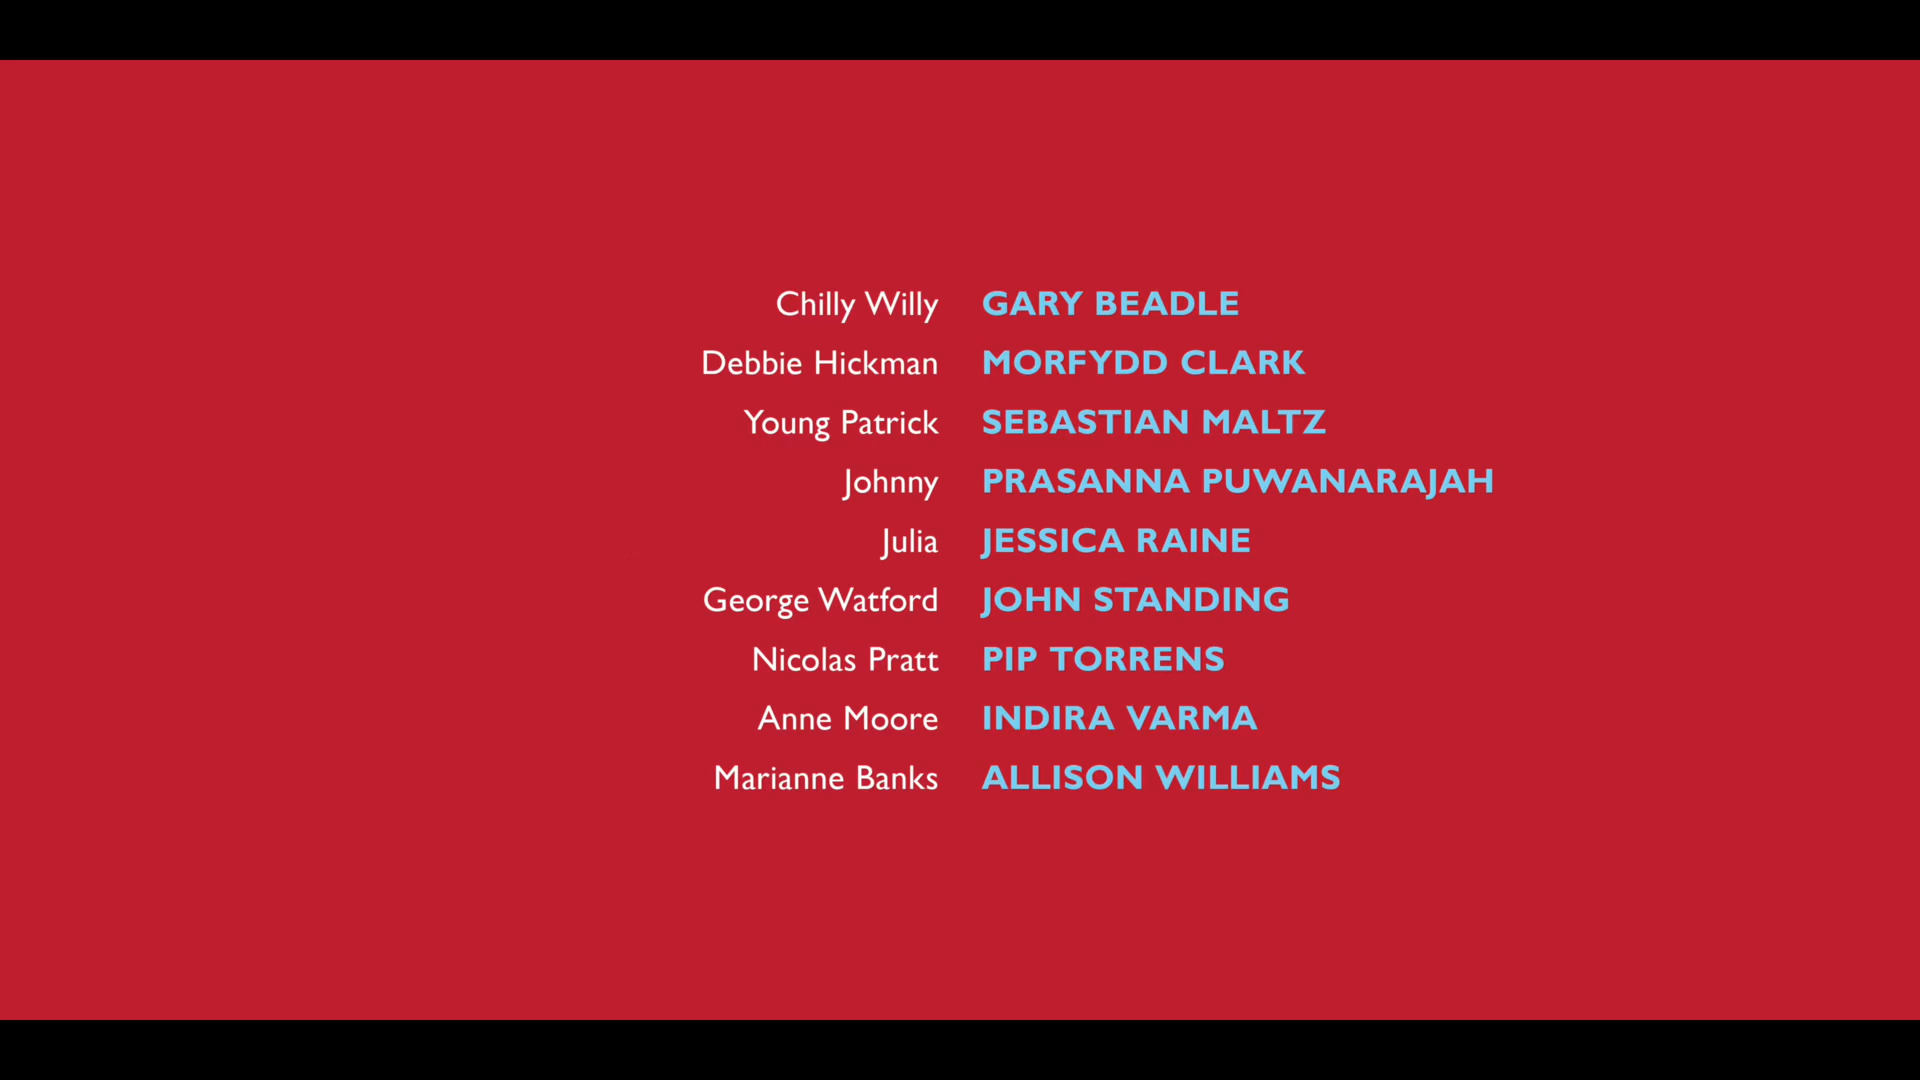 Chilly Willy GARY BEADLE
Debbie Hickman MORFYDD CLARK
Young Patrick SEBASTIAN MALTZ
Johnny PRASANNA PUWANARAJAH
Julia JESSICA RAINE
George Watford JOHN STANDING
Nicolas Pratt PIP TORRENS
Anne Moore INDIRA VARMA
Marianne Banks ALLISON WILLIAMS